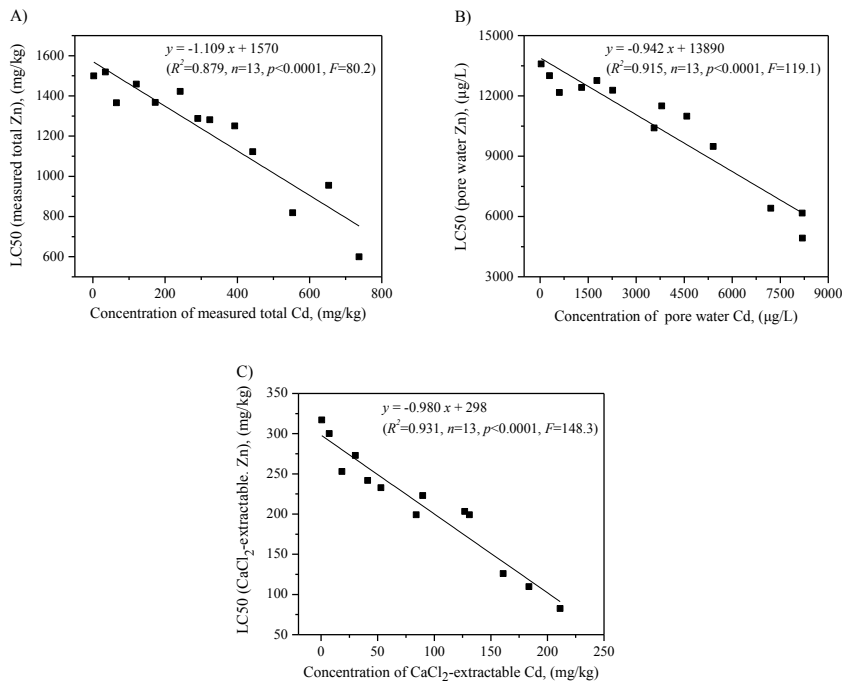 A)
y = -1.109 x + 1570
(R²=0.879, n=13, p<0.0001, F=80.2)
LC50 (measured total Zn), (mg/kg)
1600
1400
1200
1000
800
600
0 200 400 600 800
Concentration of measured total Cd, (mg/kg)
B)
y = -0.942 x + 13890
(R²=0.915, n=13, p<0.0001, F=119.1)
LC50 (pore water Zn), (µg/L)
15000
12000
9000
6000
3000
0 1500 3000 4500 6000 7500 9000
Concentration of pore water Cd, (µg/L)
C)
y = -0.980 x + 298
(R²=0.931, n=13, p<0.0001, F=148.3)
LC50 (CaCl₂-extractable. Zn), (mg/kg)
350
300
250
200
150
100
50
0 50 100 150 200 250
Concentration of CaCl₂-extractable Cd, (mg/kg)